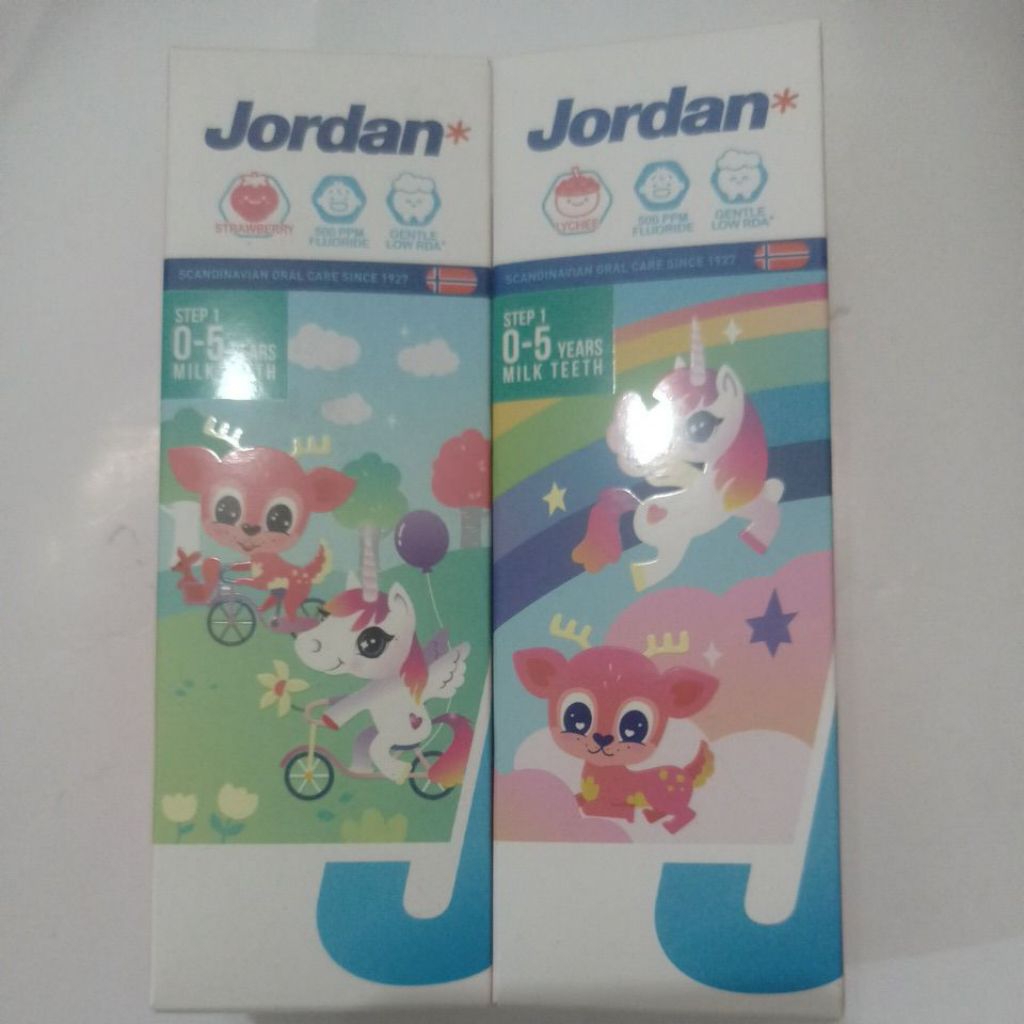 Jordan*
STRAWBERRY
500 PPM
FLUORIDE
GENTLE
LOW RDA*
SCANDINAVIAN ORAL CARE SINCE 1927
STEP 1
0-5 YEARS
MILK TEETH
Jordan*
LYCHEE
500 PPM
FLUORIDE
GENTLE
LOW RDA*
SCANDINAVIAN ORAL CARE SINCE 1927
STEP 1
0-5 YEARS
MILK TEETH